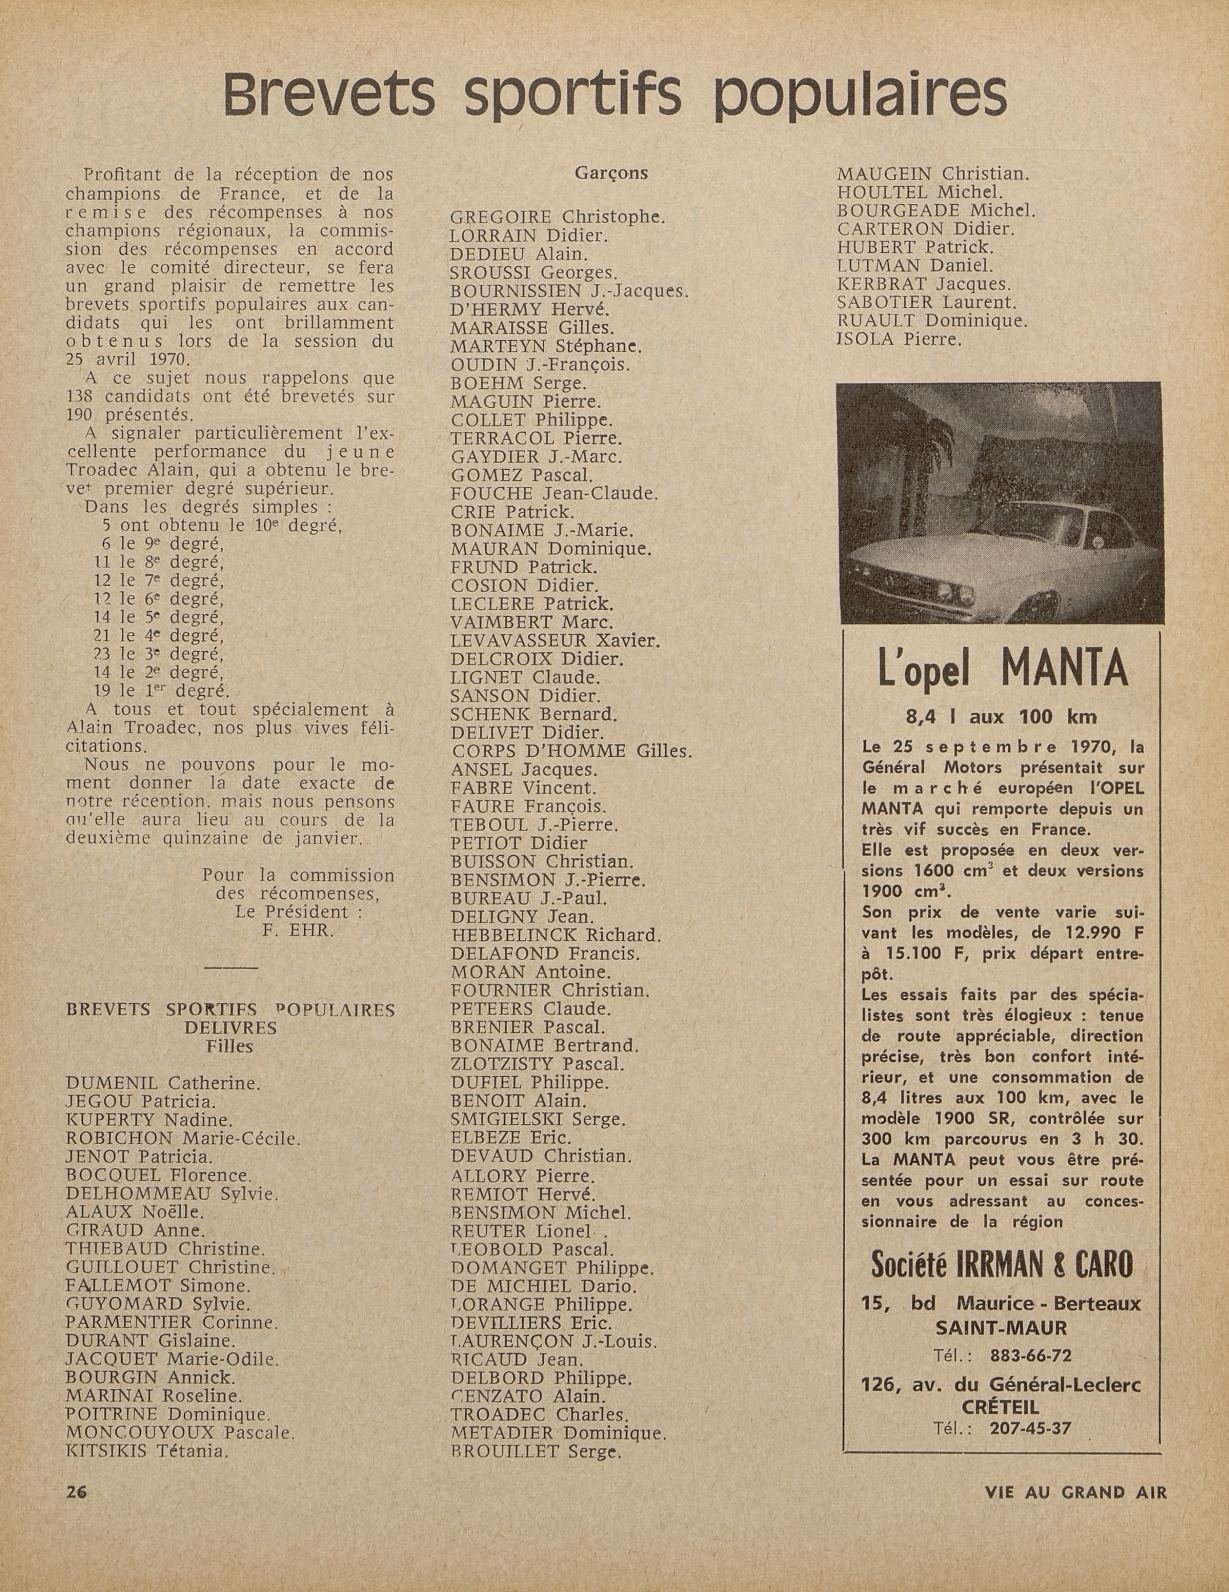 Brevets sportifs populaires
Profitant de la réception de nos
champions de France, et de la
remise des récompenses à nos
champions régionaux, la commis-
sion des récompenses en accord
avec le comité directeur, se fera
un grand plaisir de remettre les
brevets sportifs populaires aux can-
didats qui les ont brillamment
obtenus lors de la session du
25 avril 1970.
A ce sujet nous rappelons que
138 candidats ont été brevetés sur
190 présentés.
A signaler particulièrement l'ex-
cellente performance du jeune
Troadec Alain, qui a obtenu le bre-
vet premier degré supérieur.
Dans les degrés simples :
5 ont obtenu le 10e degré,
6 le 9e degré,
11 le 8e degré,
12 le 7e degré,
12 le 6e degré,
14 le 5e degré,
21 le 4e degré,
23 le 3e degré,
14 le 2e degré,
19 le 1er degré.
A tous et tout spécialement à
Alain Troadec, nos plus vives féli-
citations.
Nous ne pouvons pour le mo-
ment donner la date exacte de
notre réception. mais nous pensons
qu'elle aura lieu au cours de la
deuxième quinzaine de janvier.
Pour la commission
des récompenses,
Le Président :
F. EHR.
BREVETS SPORTIFS POPULAIRES
DELIVRES
Filles
DUMENIL Catherine.
JEGOU Patricia.
KUPERTY Nadine.
ROBICHON Marie-Cécile.
JENOT Patricia.
BOCQUEL Florence.
DELHOMMEAU Sylvie.
ALAUX Noëlle.
GIRAUD Anne.
THIEBAUD Christine.
GUILLOUET Christine.
FALLEMOT Simone.
GUYOMARD Sylvie.
PARMENTIER Corinne.
DURANT Gislaine.
JACQUET Marie-Odile.
BOURGIN Annick.
MARINAI Roseline.
POITRINE Dominique.
MONCOUYOUX Pascale.
KITSIKIS Tétania.
Garçons
GREGOIRE Christophe.
LORRAIN Didier.
DEDIEU Alain.
SROUSSI Georges.
BOURNISSIEN J.-Jacques.
D'HERMY Hervé.
MARAISSE Gilles.
MARTEYN Stéphane.
OUDIN J.-François.
BOEHM Serge.
MAGUIN Pierre.
COLLET Philippe.
TERRACOL Pierre.
GAYDIER J.-Marc.
GOMEZ Pascal.
FOUCHE Jean-Claude.
CRIE Patrick.
BONAIME J.-Marie.
MAURAN Dominique.
FRUND Patrick.
COSION Didier.
LECLERE Patrick.
VAIMBERT Marc.
LEVAVASSEUR Xavier.
DELCROIX Didier.
LIGNET Claude.
SANSON Didier.
SCHENK Bernard.
DELIVET Didier.
CORPS D'HOMME Gilles.
ANSEL Jacques.
FABRE Vincent.
FAURE François.
TEBOUL J.-Pierre.
PETIOT Didier
BUISSON Christian.
BENSIMON J.-Pierre.
BUREAU J.-Paul.
DELIGNY Jean.
HEBBELINCK Richard.
DELAFOND Francis.
MORAN Antoine.
FOURNIER Christian.
PETEERS Claude.
BRENIER Pascal.
BONAIME Bertrand.
ZLOTZISTY Pascal.
DUFIEL Philippe.
BENOIT Alain.
SMIGIELSKI Serge.
ELBEZE Eric.
DEVAUD Christian.
ALLORY Pierre.
REMIOT Hervé.
BENSIMON Michel.
REUTER Lionel .
LEOBOLD Pascal.
DOMANGET Philippe.
DE MICHIEL Dario.
LORANGE Philippe.
DEVILLIERS Eric.
LAURENÇON J.-Louis.
RICAUD Jean.
DELBORD Philippe.
CENZATO Alain.
TROADEC Charles.
METADIER Dominique.
BROUILLET Serge.
MAUGEIN Christian.
HOULTEL Michel.
BOURGEADE Michel.
CARTERON Didier.
HUBERT Patrick.
LUTMAN Daniel.
KERBRAT Jacques.
SABOTIER Laurent.
RUAULT Dominique.
ISOLA Pierre.
L'opel MANTA
8,4 l aux 100 km
Le 25 septembre 1970, la
Général Motors présentait sur
le marché européen l'OPEL
MANTA qui remporte depuis un
très vif succès en France.
Elle est proposée en deux ver-
sions 1600 cm³ et deux versions
1900 cm³.
Son prix de vente varie sui-
vant les modèles, de 12.990 F
à 15.100 F, prix départ entre-
pôt.
Les essais faits par des spécia-
listes sont très élogieux : tenue
de route appréciable, direction
précise, très bon confort inté-
rieur, et une consommation de
8,4 litres aux 100 km, avec le
modèle 1900 SR, contrôlée sur
300 km parcourus en 3 h 30.
La MANTA peut vous être pré-
sentée pour un essai sur route
en vous adressant au conces-
sionnaire de la région
Société IRRMAN & CARO
15, bd Maurice - Berteaux
SAINT-MAUR
Tél. : 883-66-72
126, av. du Général-Leclerc
CRÉTEIL
Tél. : 207-45-37
26
VIE AU GRAND AIR